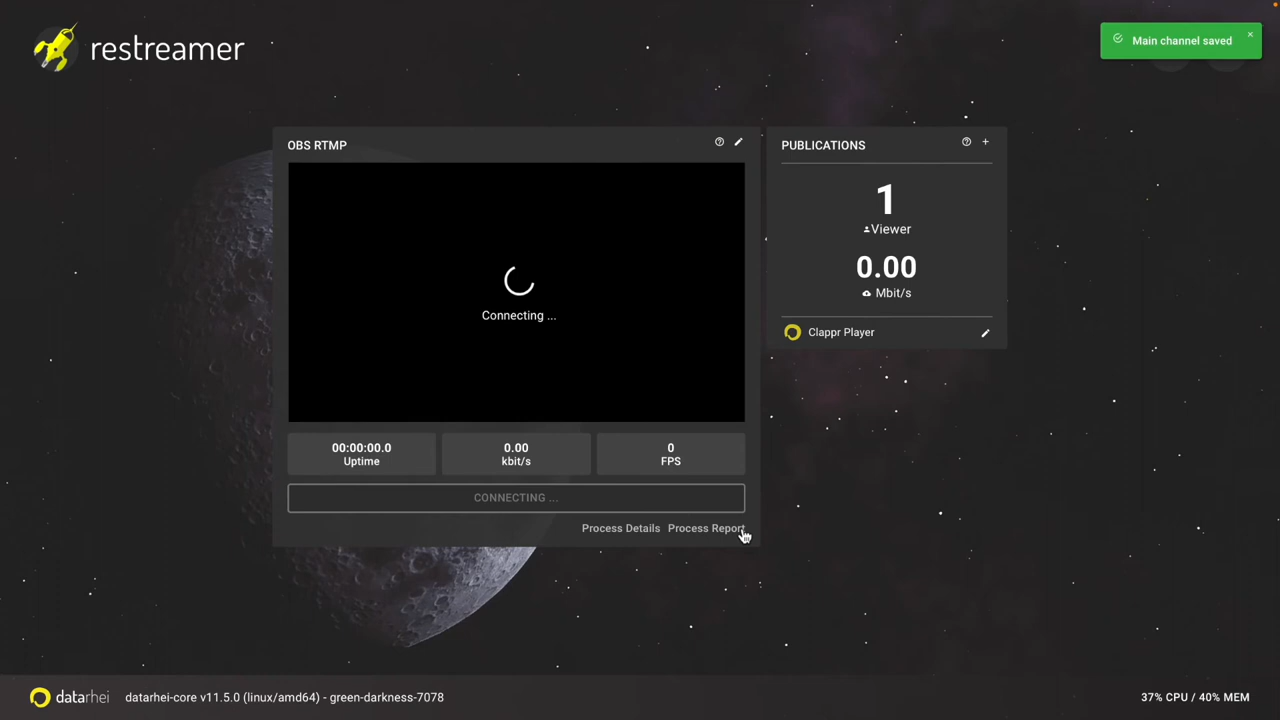 restreamer
Main channel saved
OBS RTMP
Connecting ...
00:00:00.0
Uptime
0.00
kbit/s
0
FPS
CONNECTING ...
Process Details Process Report
PUBLICATIONS
1
Viewer
0.00
Mbit/s
Clappr Player
datarhei datarhei-core v11.5.0 (linux/amd64) - green-darkness-7078
37% CPU / 40% MEM